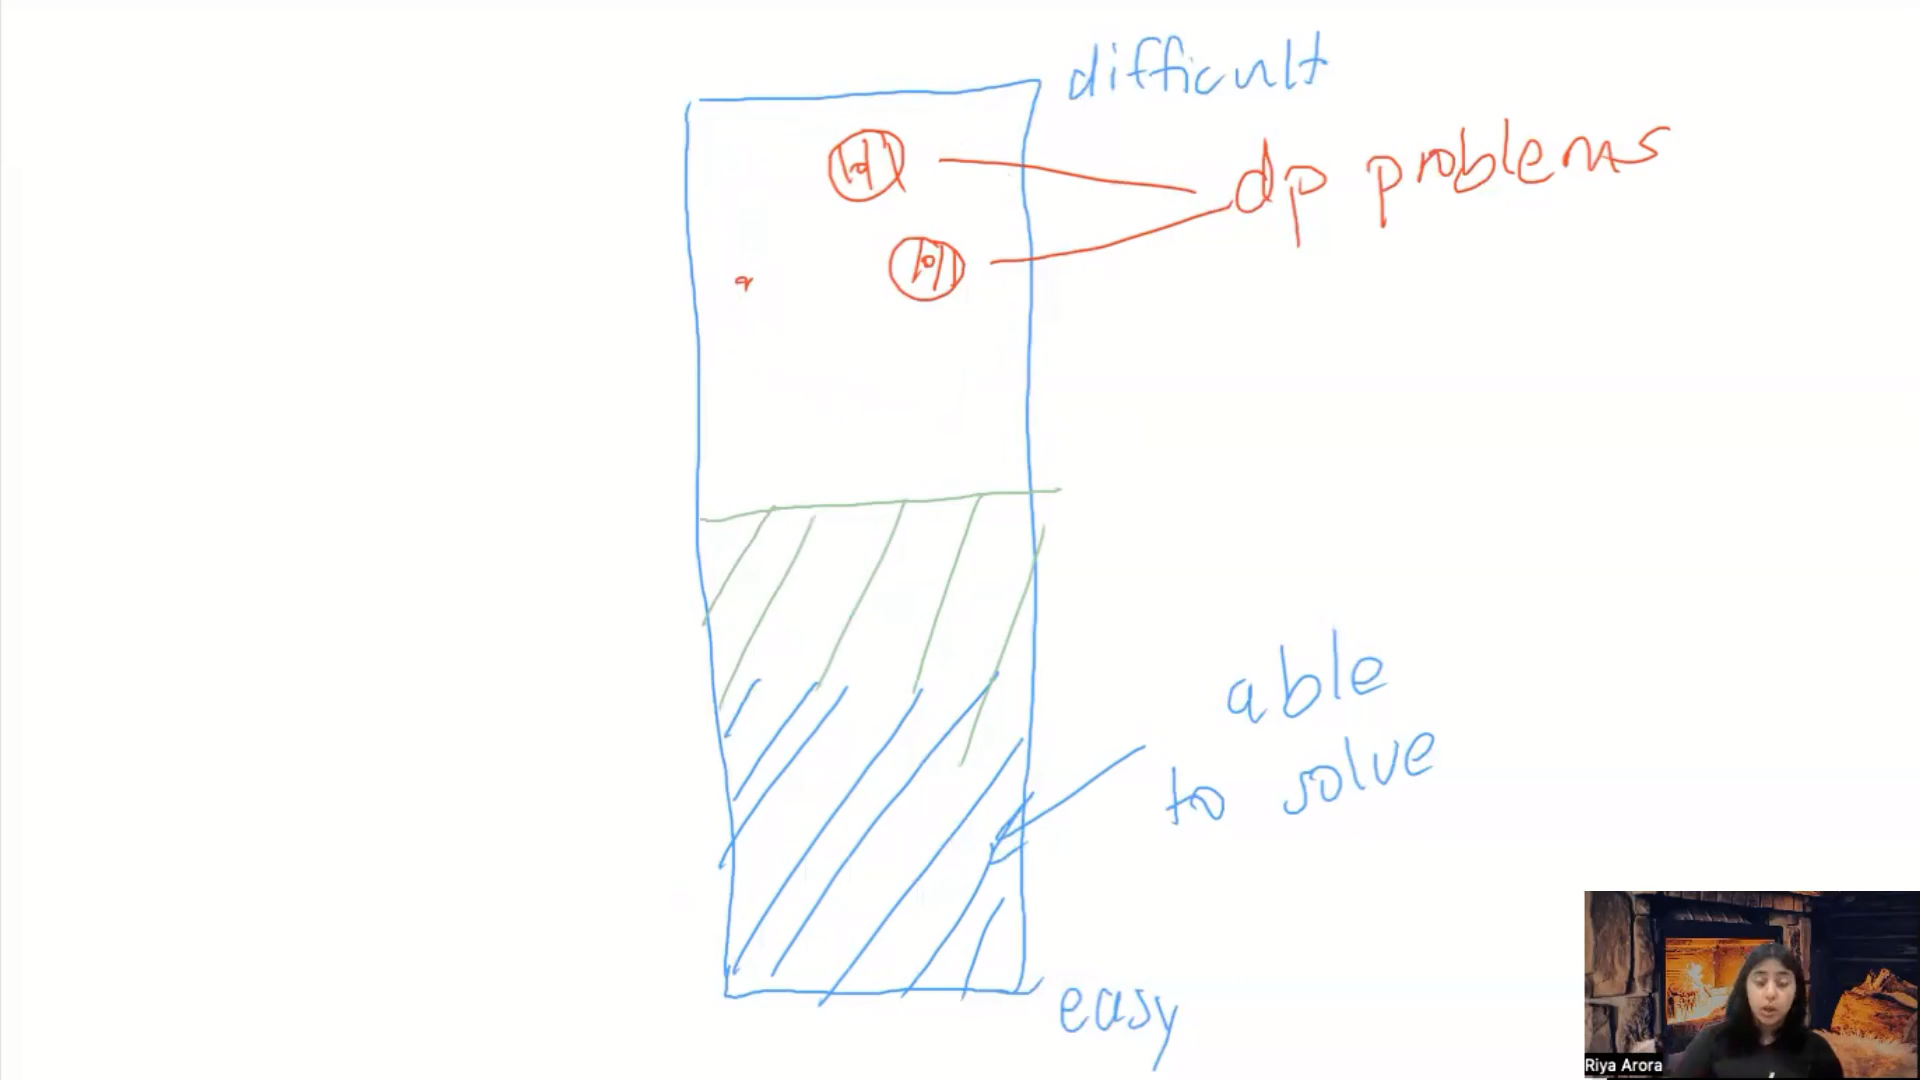 difficult
dp problems
able
to solve
easy
Riya Arora